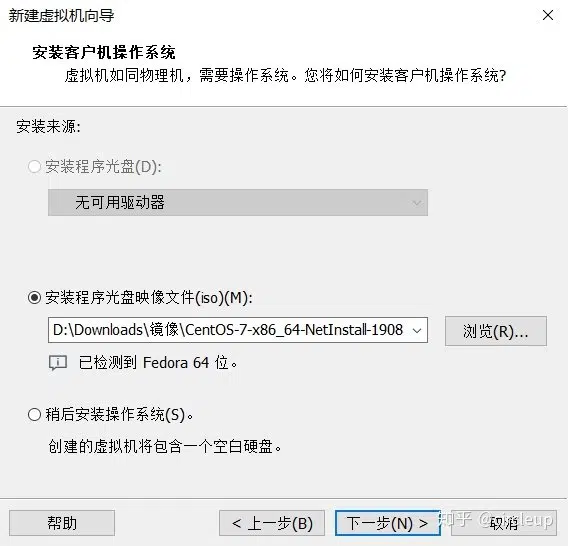 新建虚拟机向导
安装客户机操作系统
虚拟机如同物理机，需要操作系统。您将如何安装客户机操作系统?
安装来源:
安装程序光盘(D):
无可用驱动器
安装程序光盘映像文件(iso)(M):
D:\Downloads\镜像\CentOS-7-x86_64-NetInstall-1908
浏览(R)...
已检测到 Fedora 64 位。
稍后安装操作系统(S)。
创建的虚拟机将包含一个空白硬盘。
帮助
< 上一步(B)
下一步(N) >
取消
知乎